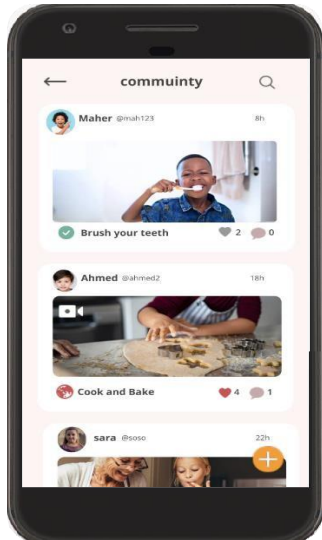 commuinty
Maher @mah123 8h
Brush your teeth 2 0
Ahmed @ahmed2 18h
Cook and Bake 4 1
sara @soso 22h